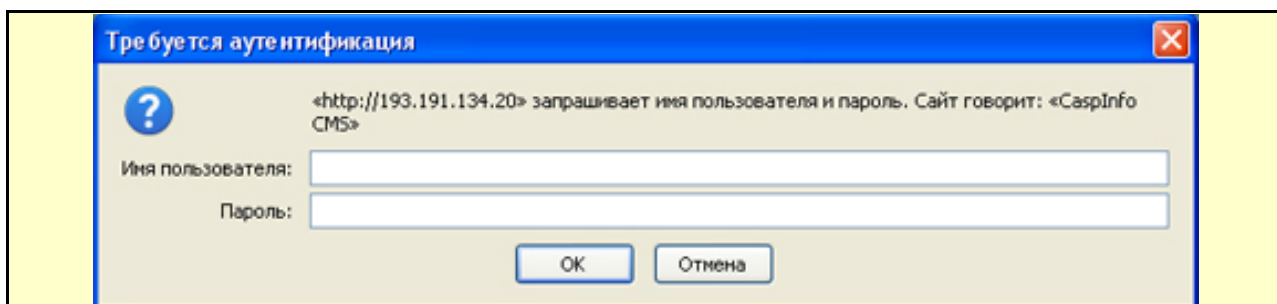 Требуется аутентификация
«http://193.191.134.20» запрашивает имя пользователя и пароль. Сайт говорит: «CaspInfo
CMS»
Имя пользователя:
Пароль:
ОК
Отмена